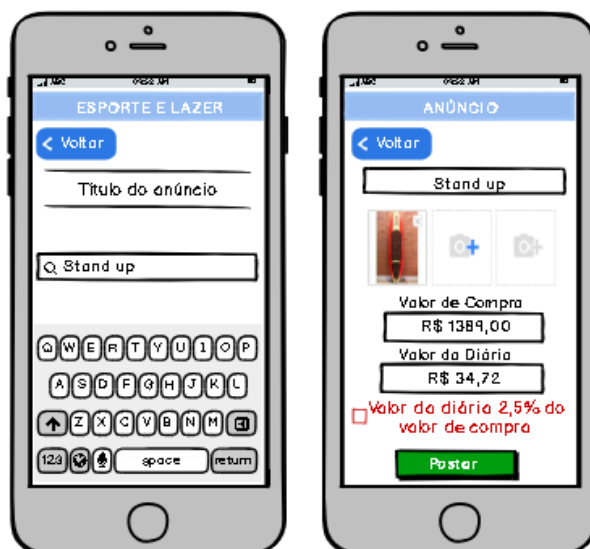 ESPORTE E LAZER
Voltar
Título do anúncio
Stand up
Q W E R T Y U I O P
A S D F G H J K L
Z X C V B N M
123 space return
ANÚNCIO
Voltar
Stand up
Valor de Compra
R$ 1389,00
Valor da Diária
R$ 34,72
Valor da diária 2,5% do
valor de compra
Postar